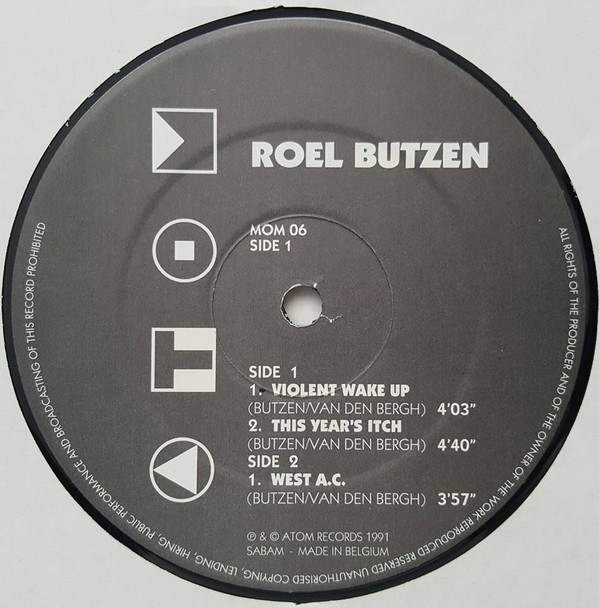 ROEL BUTZEN
MOM 06
SIDE 1
SIDE 1
1. VIOLENT WAKE UP
(BUTZEN/VAN DEN BERGH) 4'03"
2. THIS YEAR'S ITCH
(BUTZEN/VAN DEN BERGH) 4'40"
SIDE 2
1. WEST A.C.
(BUTZEN/VAN DEN BERGH) 3'57"
℗ & © ATOM RECORDS 1991
SABAM - MADE IN BELGIUM
ALL RIGHTS OF THE PRODUCER AND OF THE OWNER OF THE WORK REPRODUCED RESERVED UNAUTHORISED COPYING, LENDING, HIRING, PUBLIC PERFORMANCE AND BROADCASTING OF THIS RECORD PROHIBITED